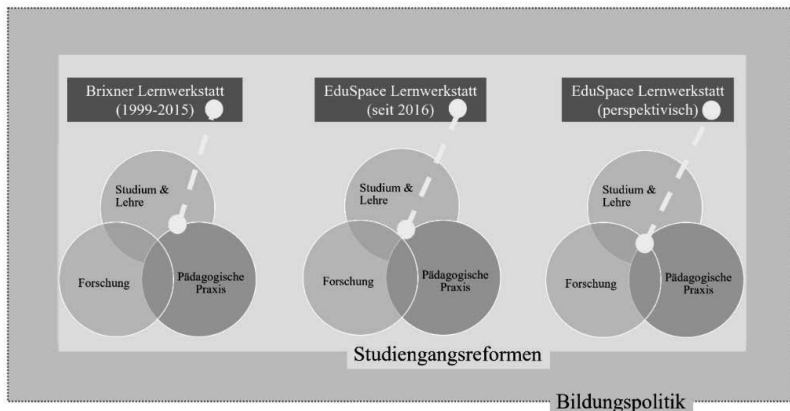 Brixner Lernwerkstatt
(1999-2015)
Studium &
Lehre
Forschung
Pädagogische
Praxis
EduSpace Lernwerkstatt
(seit 2016)
Studium &
Lehre
Forschung
Pädagogische
Praxis
EduSpace Lernwerkstatt
(perspektivisch)
Studium &
Lehre
Forschung
Pädagogische
Praxis
Studiengangsreformen
Bildungspolitik